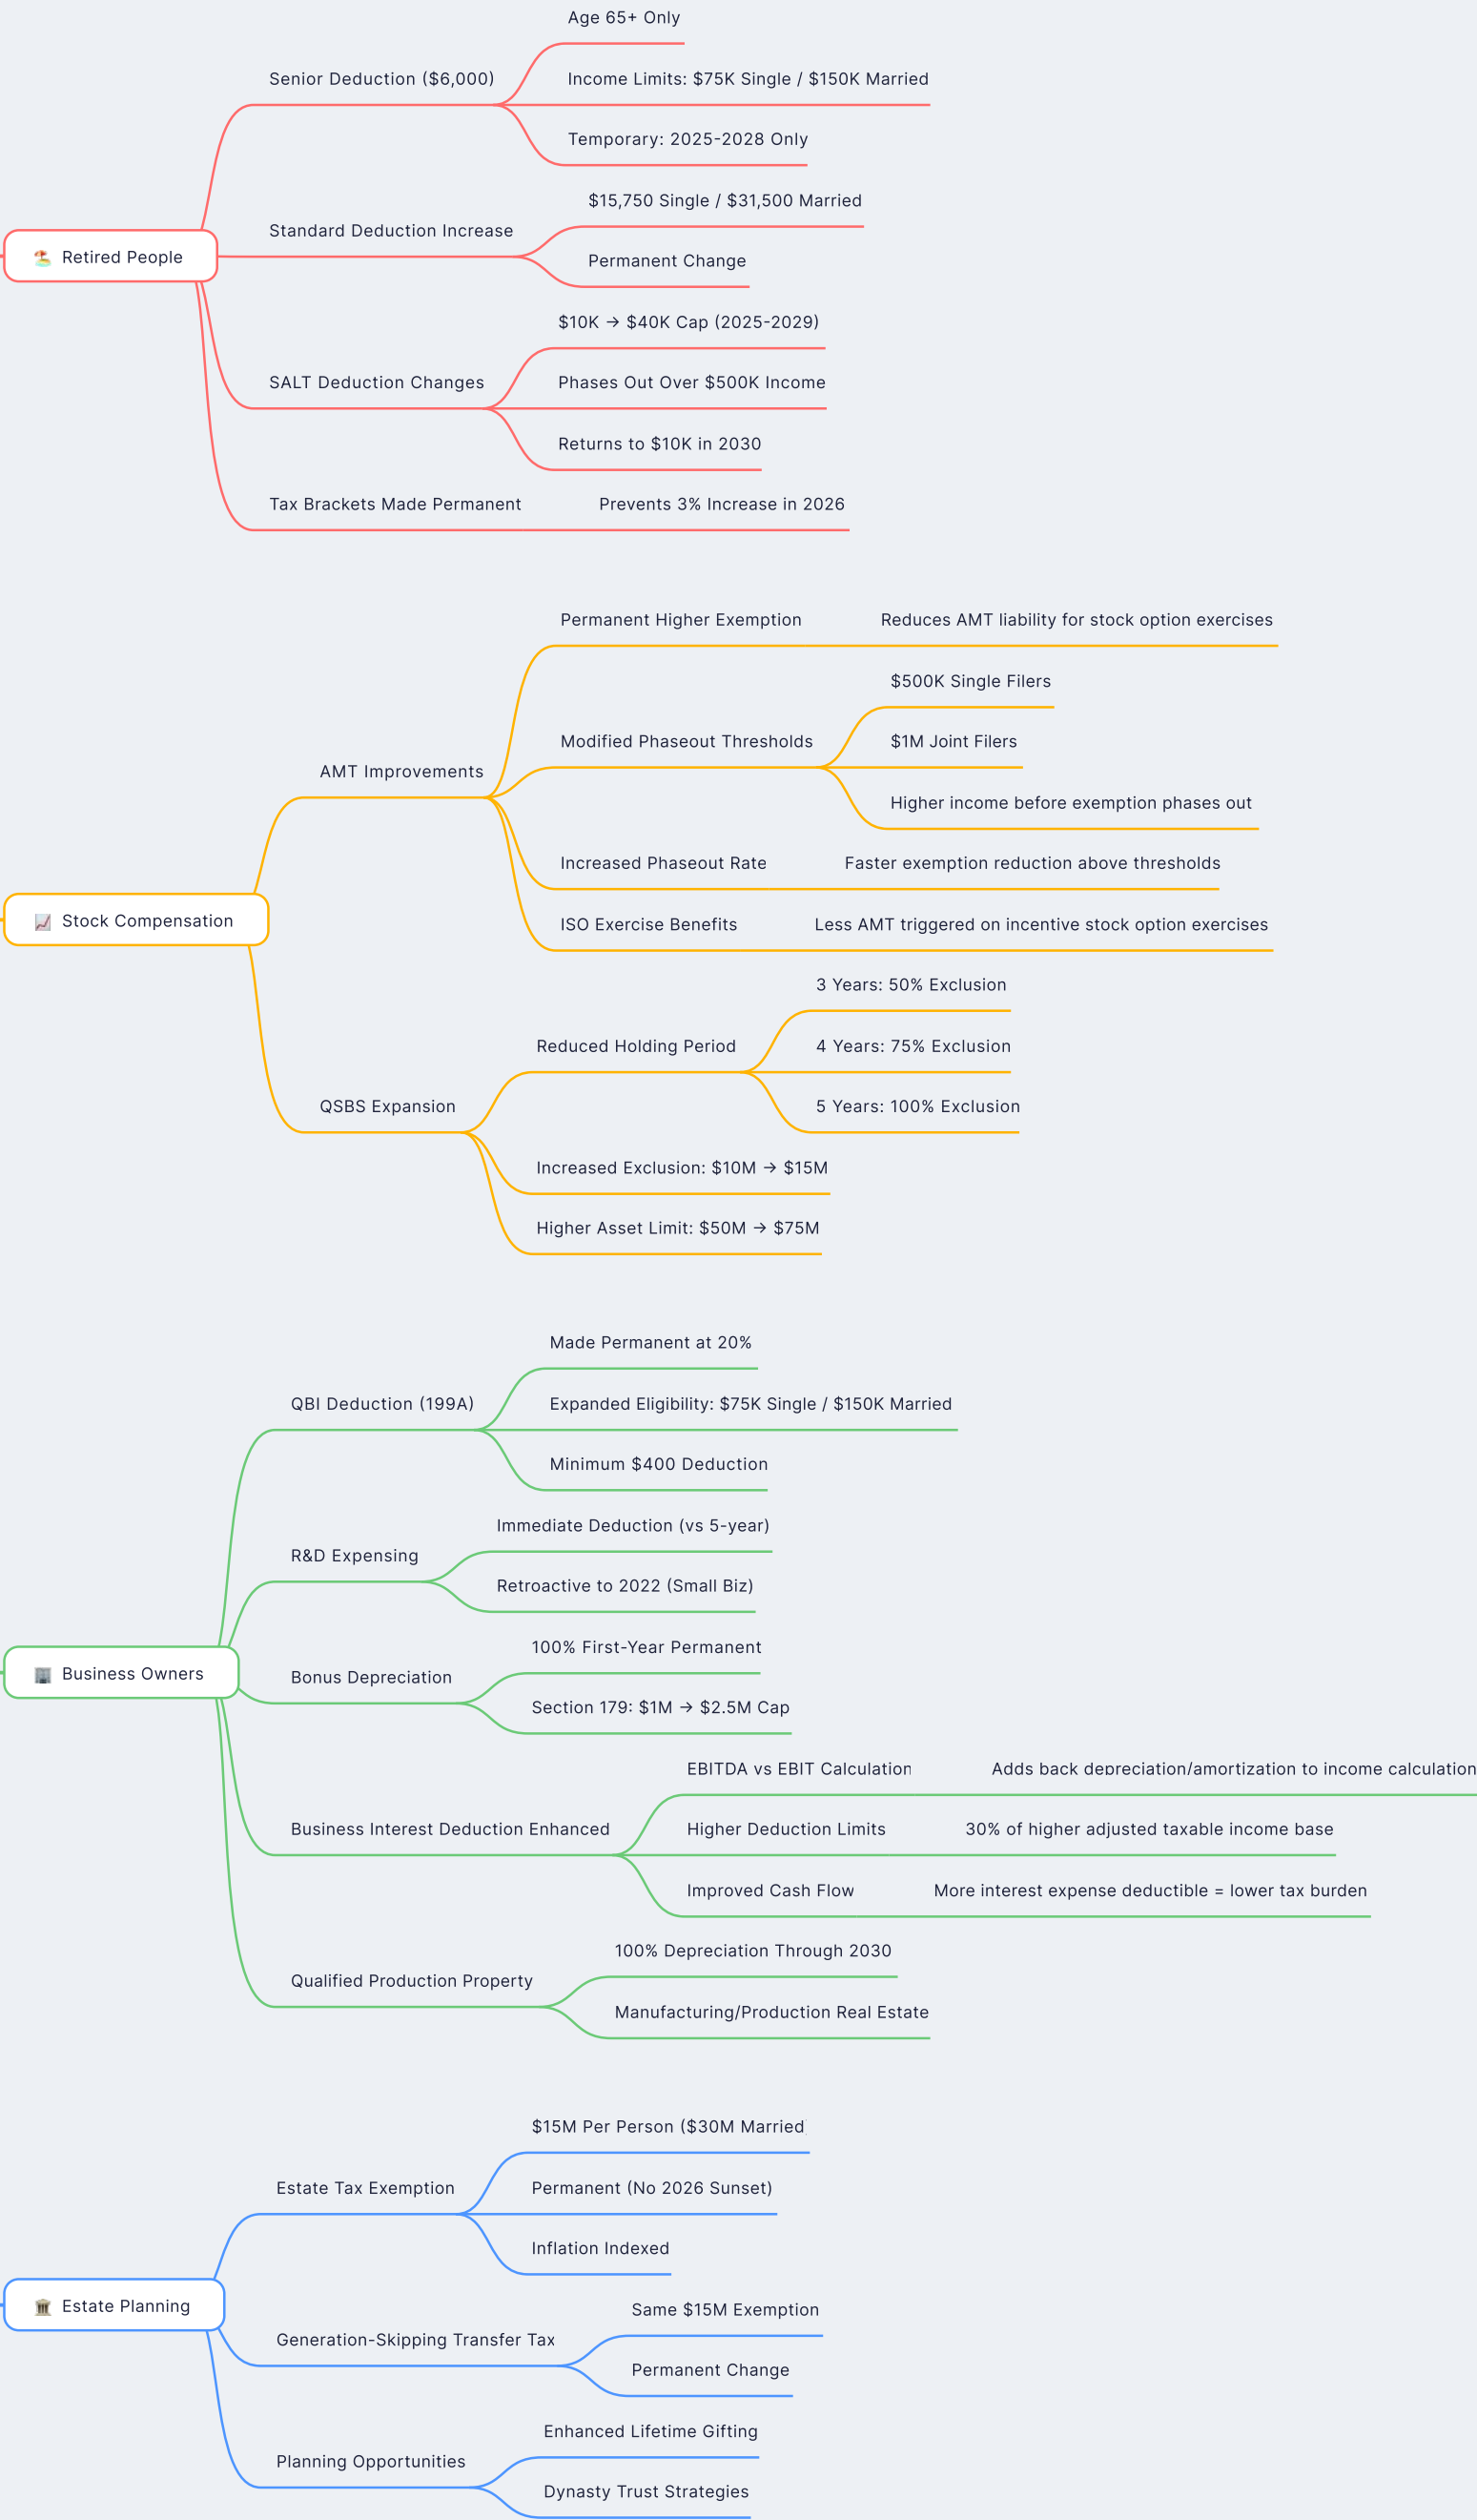 Retired People
Senior Deduction ($6,000)
Age 65+ Only
Income Limits: $75K Single / $150K Married
Temporary: 2025-2028 Only
Standard Deduction Increase
$15,750 Single / $31,500 Married
Permanent Change
SALT Deduction Changes
$10K → $40K Cap (2025-2029)
Phases Out Over $500K Income
Returns to $10K in 2030
Tax Brackets Made Permanent
Prevents 3% Increase in 2026
Stock Compensation
AMT Improvements
Permanent Higher Exemption
Reduces AMT liability for stock option exercises
Modified Phaseout Thresholds
$500K Single Filers
$1M Joint Filers
Higher income before exemption phases out
Increased Phaseout Rate
Faster exemption reduction above thresholds
ISO Exercise Benefits
Less AMT triggered on incentive stock option exercises
QSBS Expansion
Reduced Holding Period
3 Years: 50% Exclusion
4 Years: 75% Exclusion
5 Years: 100% Exclusion
Increased Exclusion: $10M → $15M
Higher Asset Limit: $50M → $75M
Business Owners
QBI Deduction (199A)
Made Permanent at 20%
Expanded Eligibility: $75K Single / $150K Married
Minimum $400 Deduction
R&D Expensing
Immediate Deduction (vs 5-year)
Retroactive to 2022 (Small Biz)
Bonus Depreciation
100% First-Year Permanent
Section 179: $1M → $2.5M Cap
Business Interest Deduction Enhanced
EBITDA vs EBIT Calculation
Adds back depreciation/amortization to income calculation
Higher Deduction Limits
30% of higher adjusted taxable income base
Improved Cash Flow
More interest expense deductible = lower tax burden
Qualified Production Property
100% Depreciation Through 2030
Manufacturing/Production Real Estate
Estate Planning
Estate Tax Exemption
$15M Per Person ($30M Married
Permanent (No 2026 Sunset)
Inflation Indexed
Generation-Skipping Transfer Tax
Same $15M Exemption
Permanent Change
Planning Opportunities
Enhanced Lifetime Gifting
Dynasty Trust Strategies